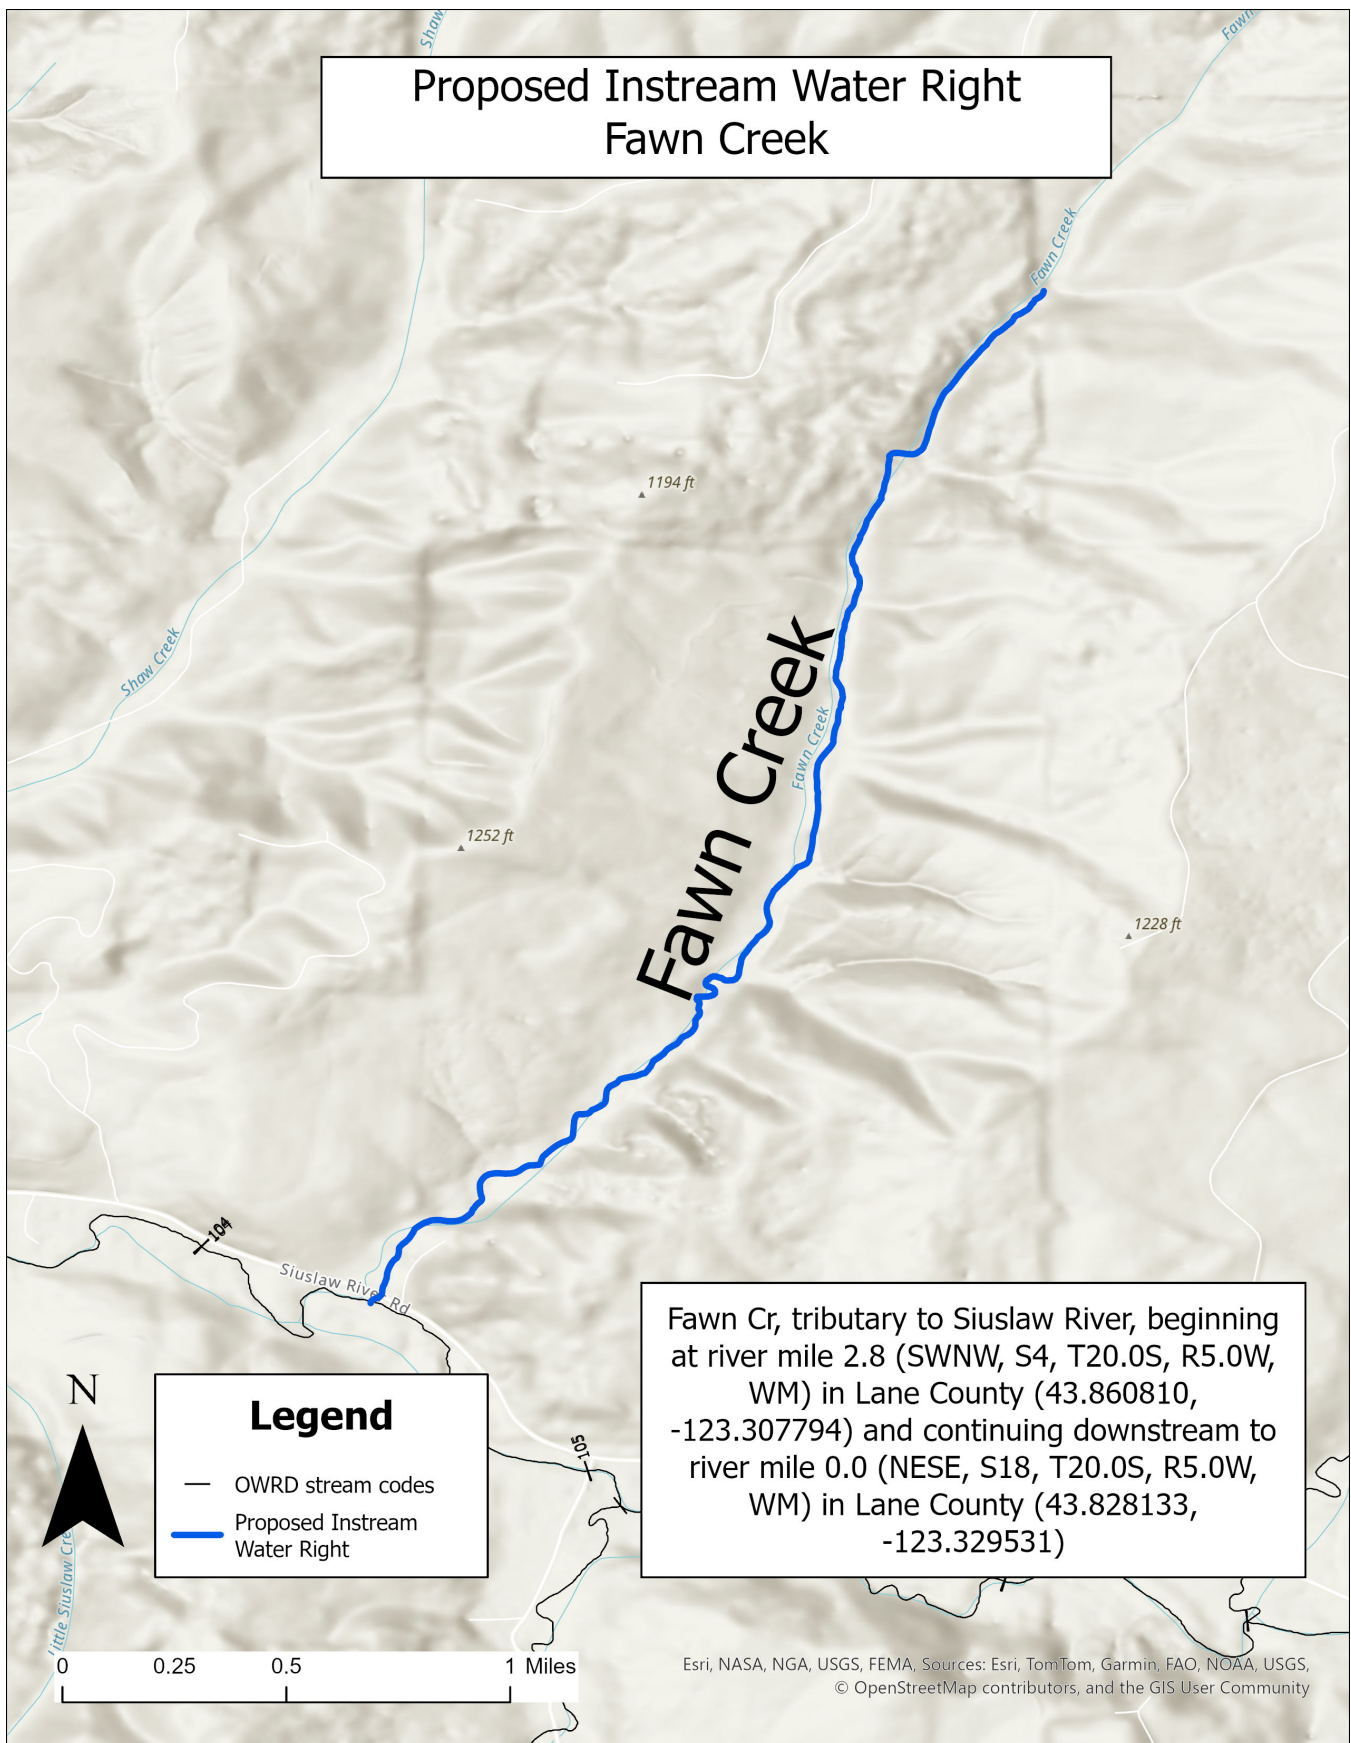 Shaw
Fawn
Proposed Instream Water Right
Fawn Creek
Fawn Creek
1194 ft
Shaw Creek
Fawn Creek
Fawn Creek
1252 ft
1228 ft
104
Siuslaw River Rd
Fawn Cr, tributary to Siuslaw River, beginning
at river mile 2.8 (SWNW, S4, T20.0S, R5.0W,
WM) in Lane County (43.860810,
-123.307794) and continuing downstream to
river mile 0.0 (NESE, S18, T20.0S, R5.0W,
WM) in Lane County (43.828133,
-123.329531)
N
Legend
OWRD stream codes
Proposed Instream
Water Right
105
Little Siuslaw Cre
0 0.25 0.5 1 Miles
Esri, NASA, NGA, USGS, FEMA, Sources: Esri, TomTom, Garmin, FAO, NOAA, USGS,
© OpenStreetMap contributors, and the GIS User Community